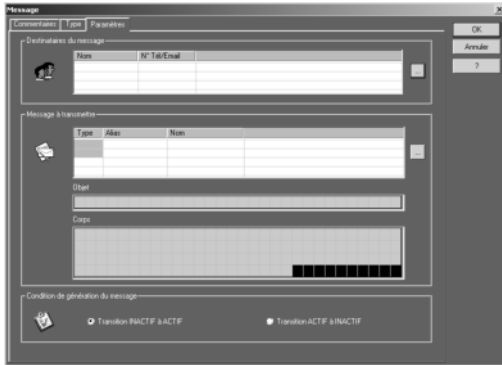 Message
Commentaires Type Paramètres
OK
Annuler
?
Destinataires du message
Nom N° Tél/Email
...
Message à transmettre
Type Alias Nom
...
Objet
Corps
Condition de génération du message
Transition INACTIF à ACTIF Transition ACTIF à INACTIF